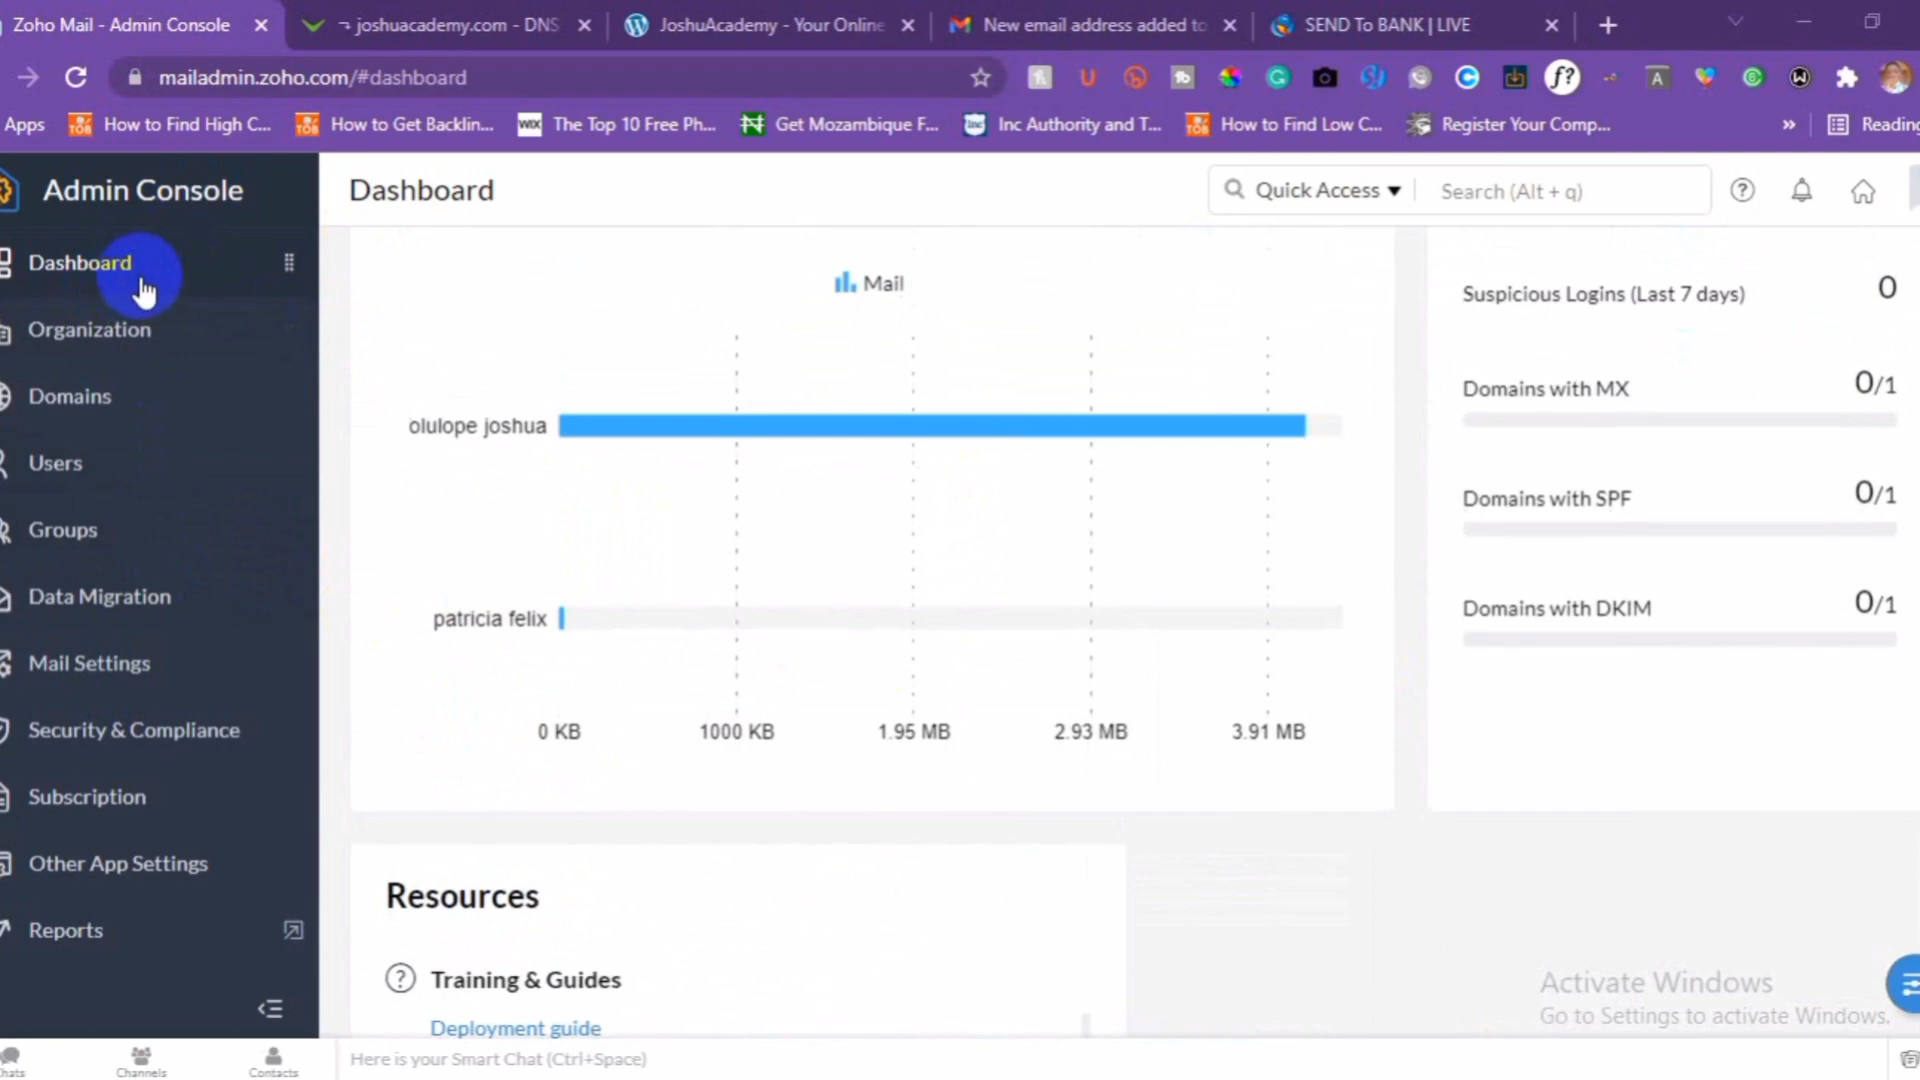 Zoho Mail - Admin Console
joshuacademy.com - DNS
JoshuAcademy - Your Online
New email address added to
SEND To BANK | LIVE
mailadmin.zoho.com/#dashboard
Apps
How to Find High C...
How to Get Backlin...
The Top 10 Free Ph...
Get Mozambique F...
Inc Authority and T...
How to Find Low C...
Register Your Comp...
»
Reading
Admin Console
Dashboard
Quick Access
Search (Alt + q)
Dashboard
Organization
Domains
Users
Groups
Data Migration
Mail Settings
Security & Compliance
Subscription
Other App Settings
Reports
Mail
olulope joshua
patricia felix
0 KB
1000 KB
1.95 MB
2.93 MB
3.91 MB
Suspicious Logins (Last 7 days)
0
Domains with MX
0/1
Domains with SPF
0/1
Domains with DKIM
0/1
Resources
Training & Guides
Deployment guide
Activate Windows
Go to Settings to activate Windows.
Chats
Channels
Contacts
Here is your Smart Chat (Ctrl+Space)